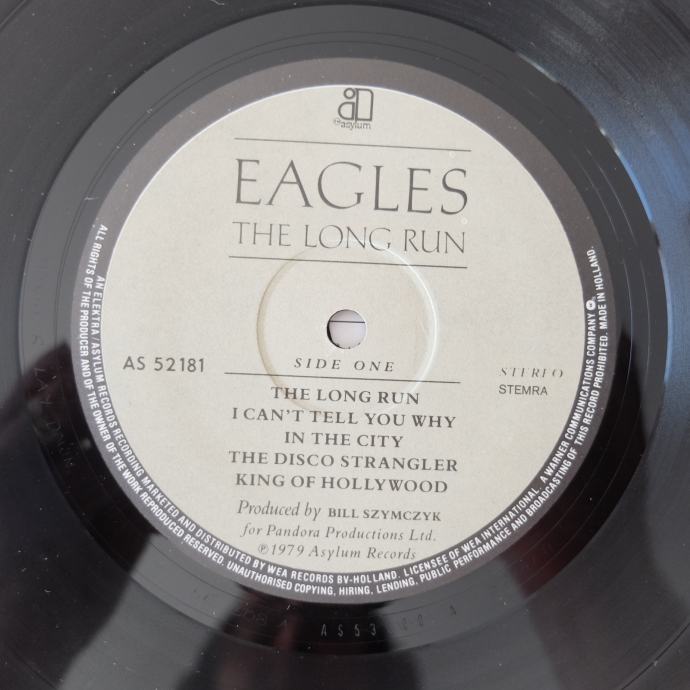 asylum
EAGLES
THE LONG RUN
AS 52181
SIDE ONE
STEREO
STEMRA
THE LONG RUN
I CAN'T TELL YOU WHY
IN THE CITY
THE DISCO STRANGLER
KING OF HOLLYWOOD
Produced by BILL SZYMCZYK
for Pandora Productions Ltd.
℗1979 Asylum Records
AN ELEKTRA/ASYLUM RECORDS RECORDING MARKETED AND DISTRIBUTED BY WEA RECORDS BV-HOLLAND. LICENSEE OF WEA INTERNATIONAL. A WARNER COMMUNICATIONS COMPANY. MADE IN HOLLAND.
ALL RIGHTS OF THE PRODUCER AND OF THE OWNER OF THE WORK REPRODUCED RESERVED. UNAUTHORISED COPYING, HIRING, LENDING, PUBLIC PERFORMANCE AND BROADCASTING OF THIS RECORD PROHIBITED.